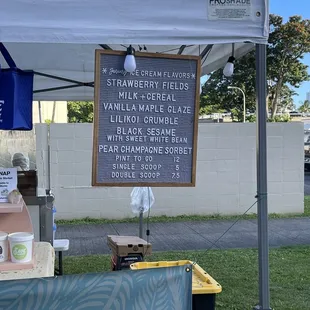 PROSHADE
January ICE CREAM FLAVORS
STRAWBERRY FIELDS
MILK + CEREAL
VANILLA MAPLE GLAZE
LILIKOI CRUMBLE
BLACK SESAME
WITH SWEET WHITE BEAN
PEAR CHAMPAGNE SORBET
PINT TO GO 12
SINGLE SCOOP 5
DOUBLE SCOOP 7.5